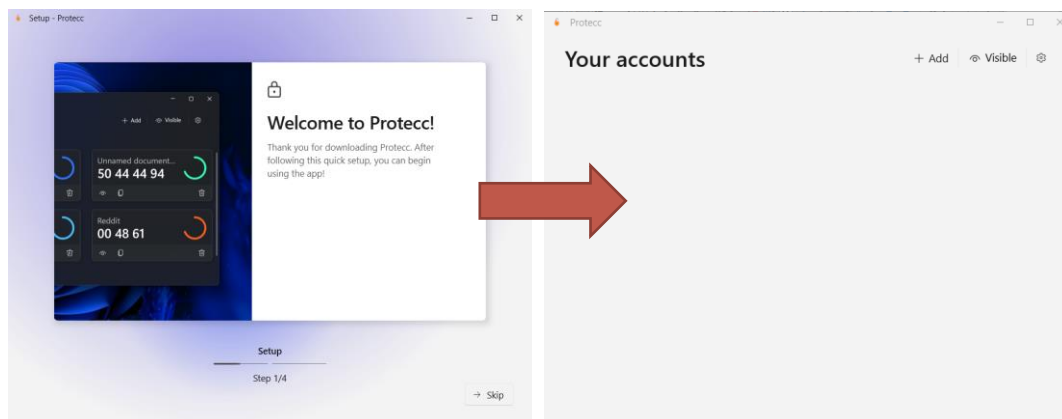 Setup - Protecc
+ Add
Visible
Unnamed document...
50 44 44 94
Reddit
00 48 61
Welcome to Protecc!
Thank you for downloading Protecc. After
following this quick setup, you can begin
using the app!
Setup
Step 1/4
→ Skip
Protecc
Your accounts
+ Add
Visible